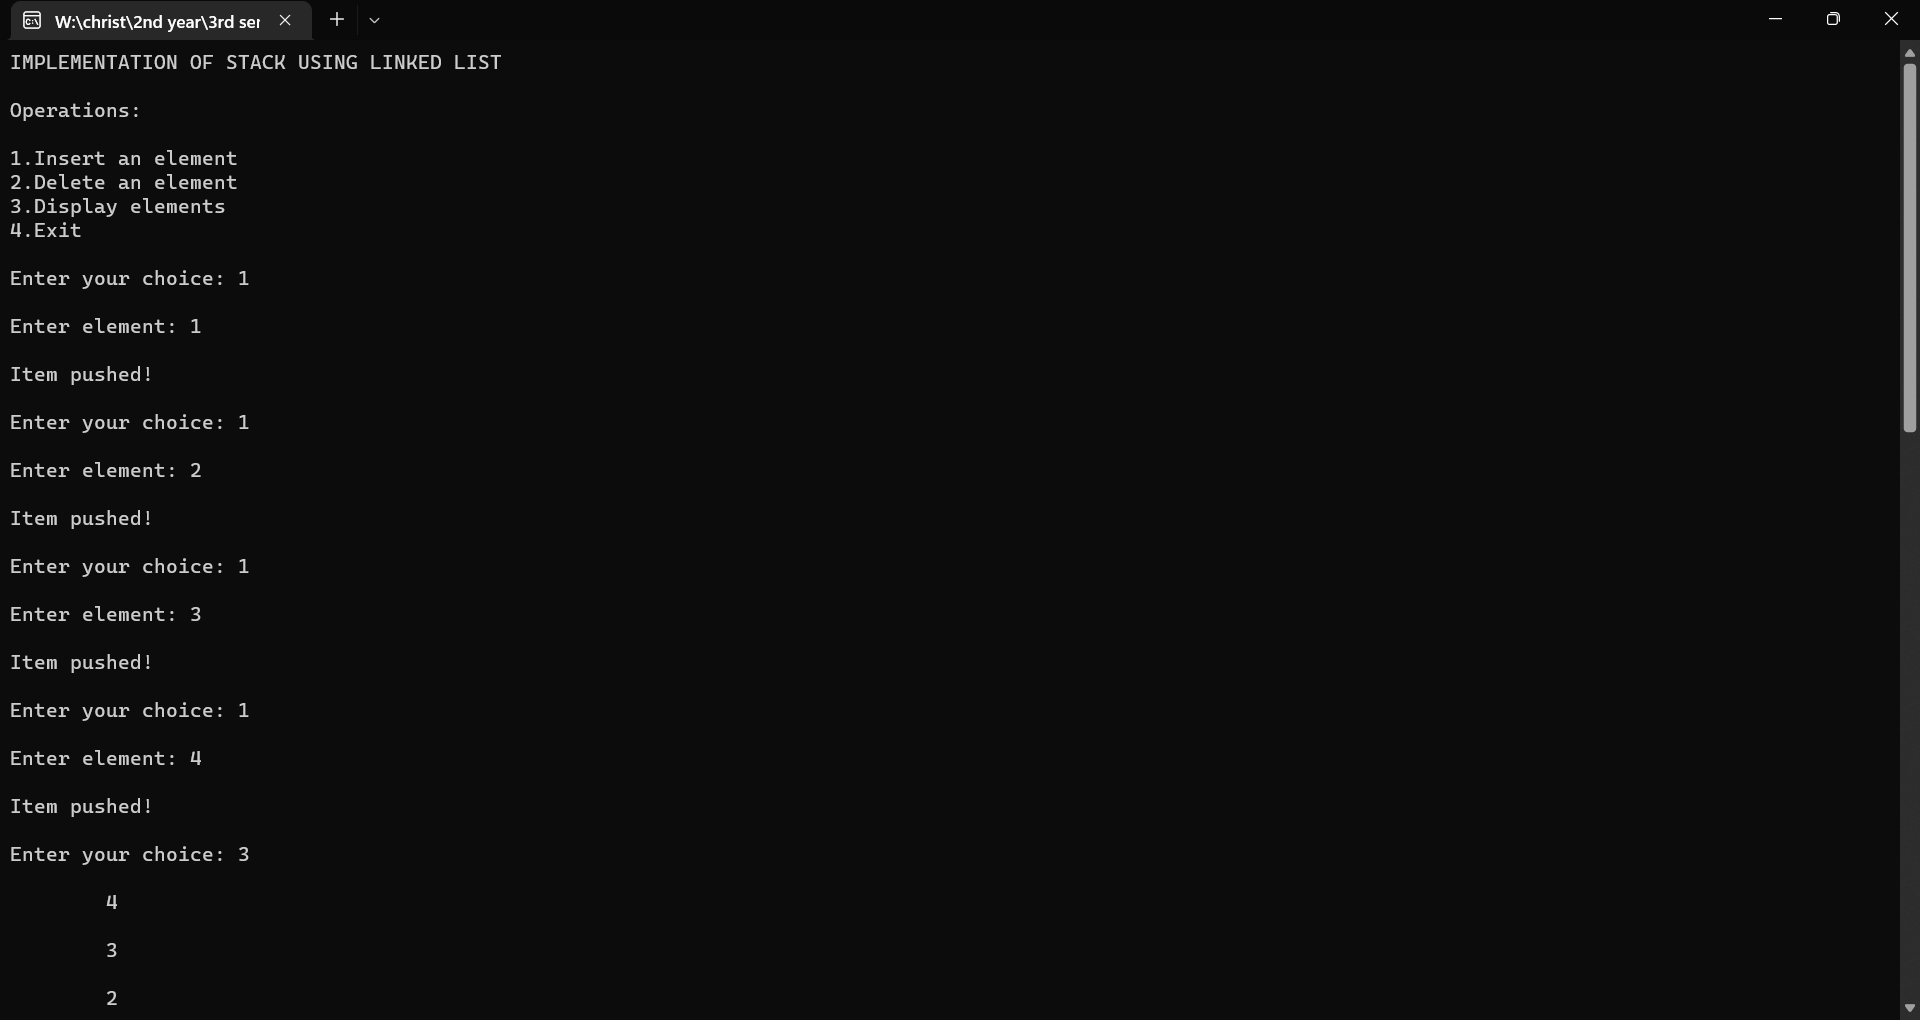 W:\christ\2nd year\3rd ser
IMPLEMENTATION OF STACK USING LINKED LIST
Operations:
1.Insert an element
2.Delete an element
3.Display elements
4.Exit
Enter your choice: 1
Enter element: 1
Item pushed!
Enter your choice: 1
Enter element: 2
Item pushed!
Enter your choice: 1
Enter element: 3
Item pushed!
Enter your choice: 1
Enter element: 4
Item pushed!
Enter your choice: 3
4
3
2